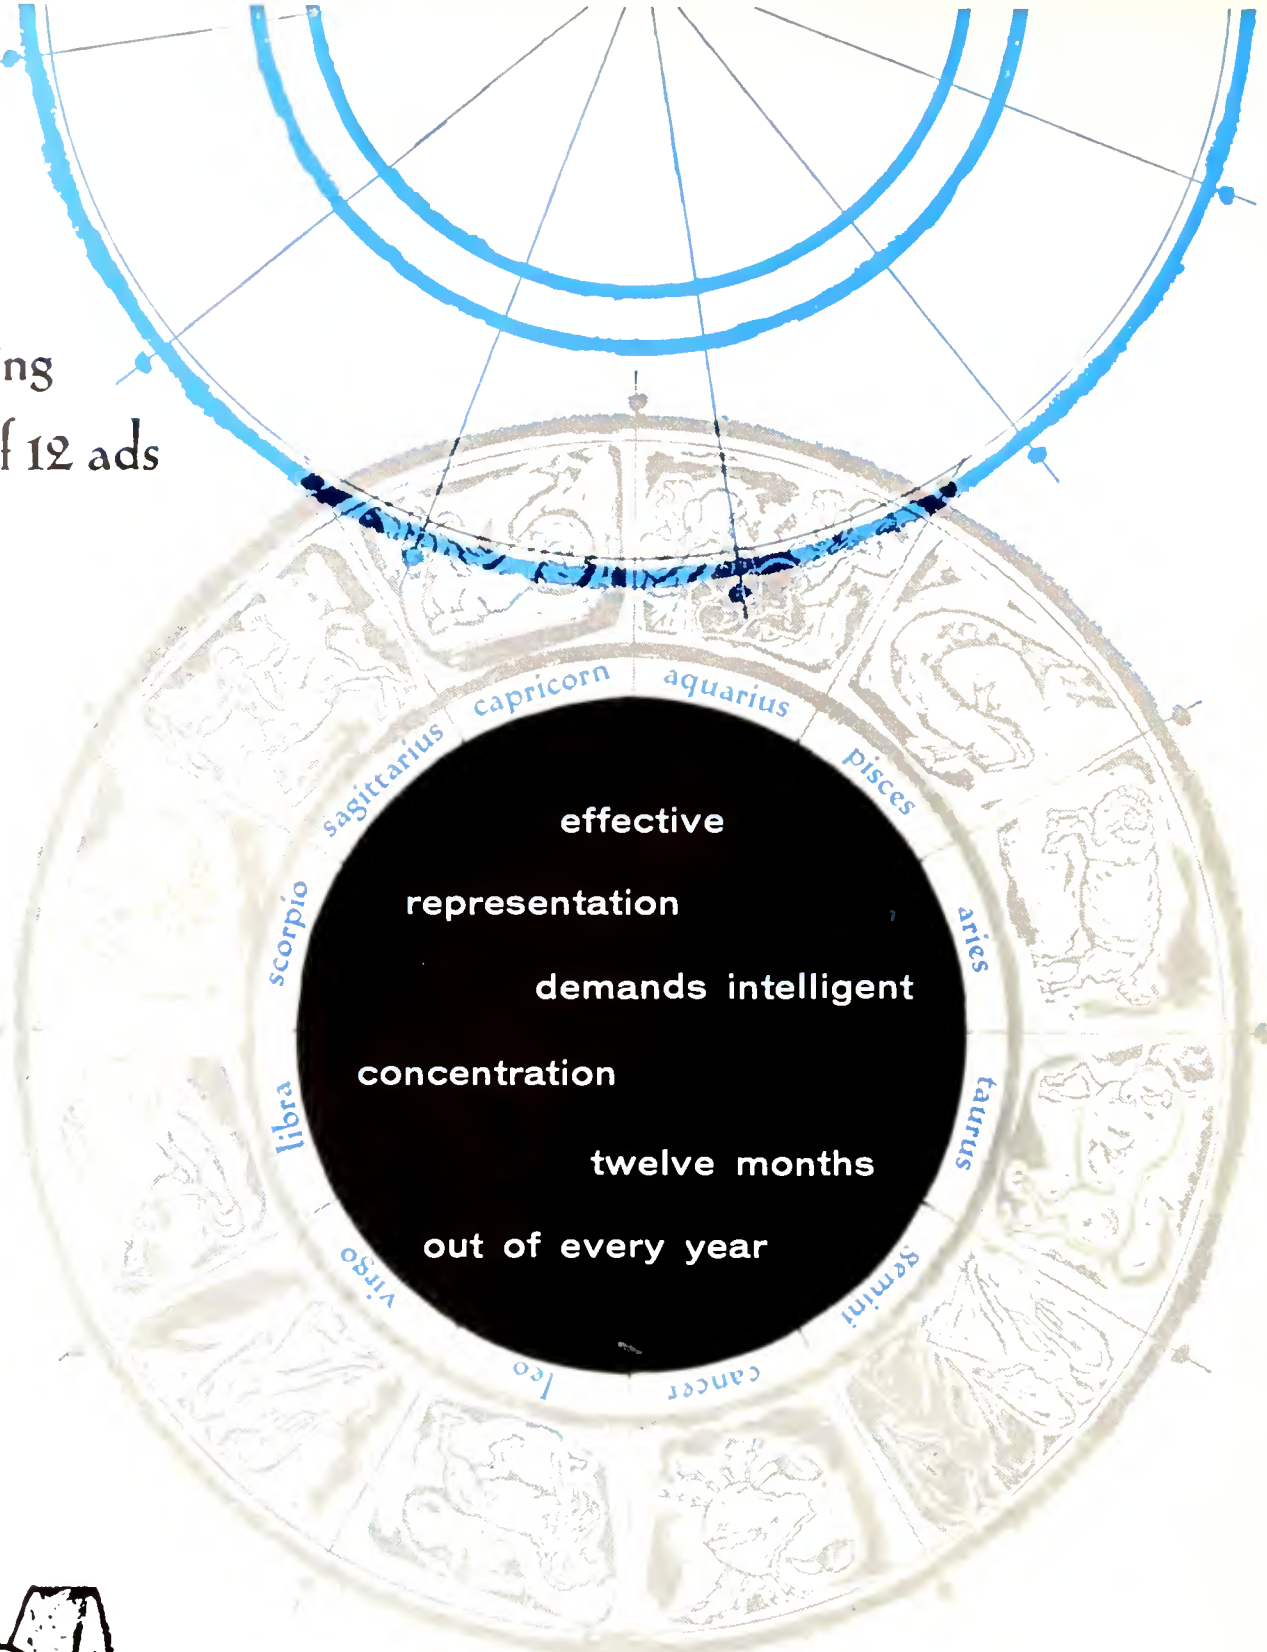 ng
f 12 ads
capricorn
aquarius
pisces
aries
taurus
gemini
cancer
leo
virgo
libra
scorpio
sagittarius
effective
representation
demands intelligent
concentration
twelve months
out of every year